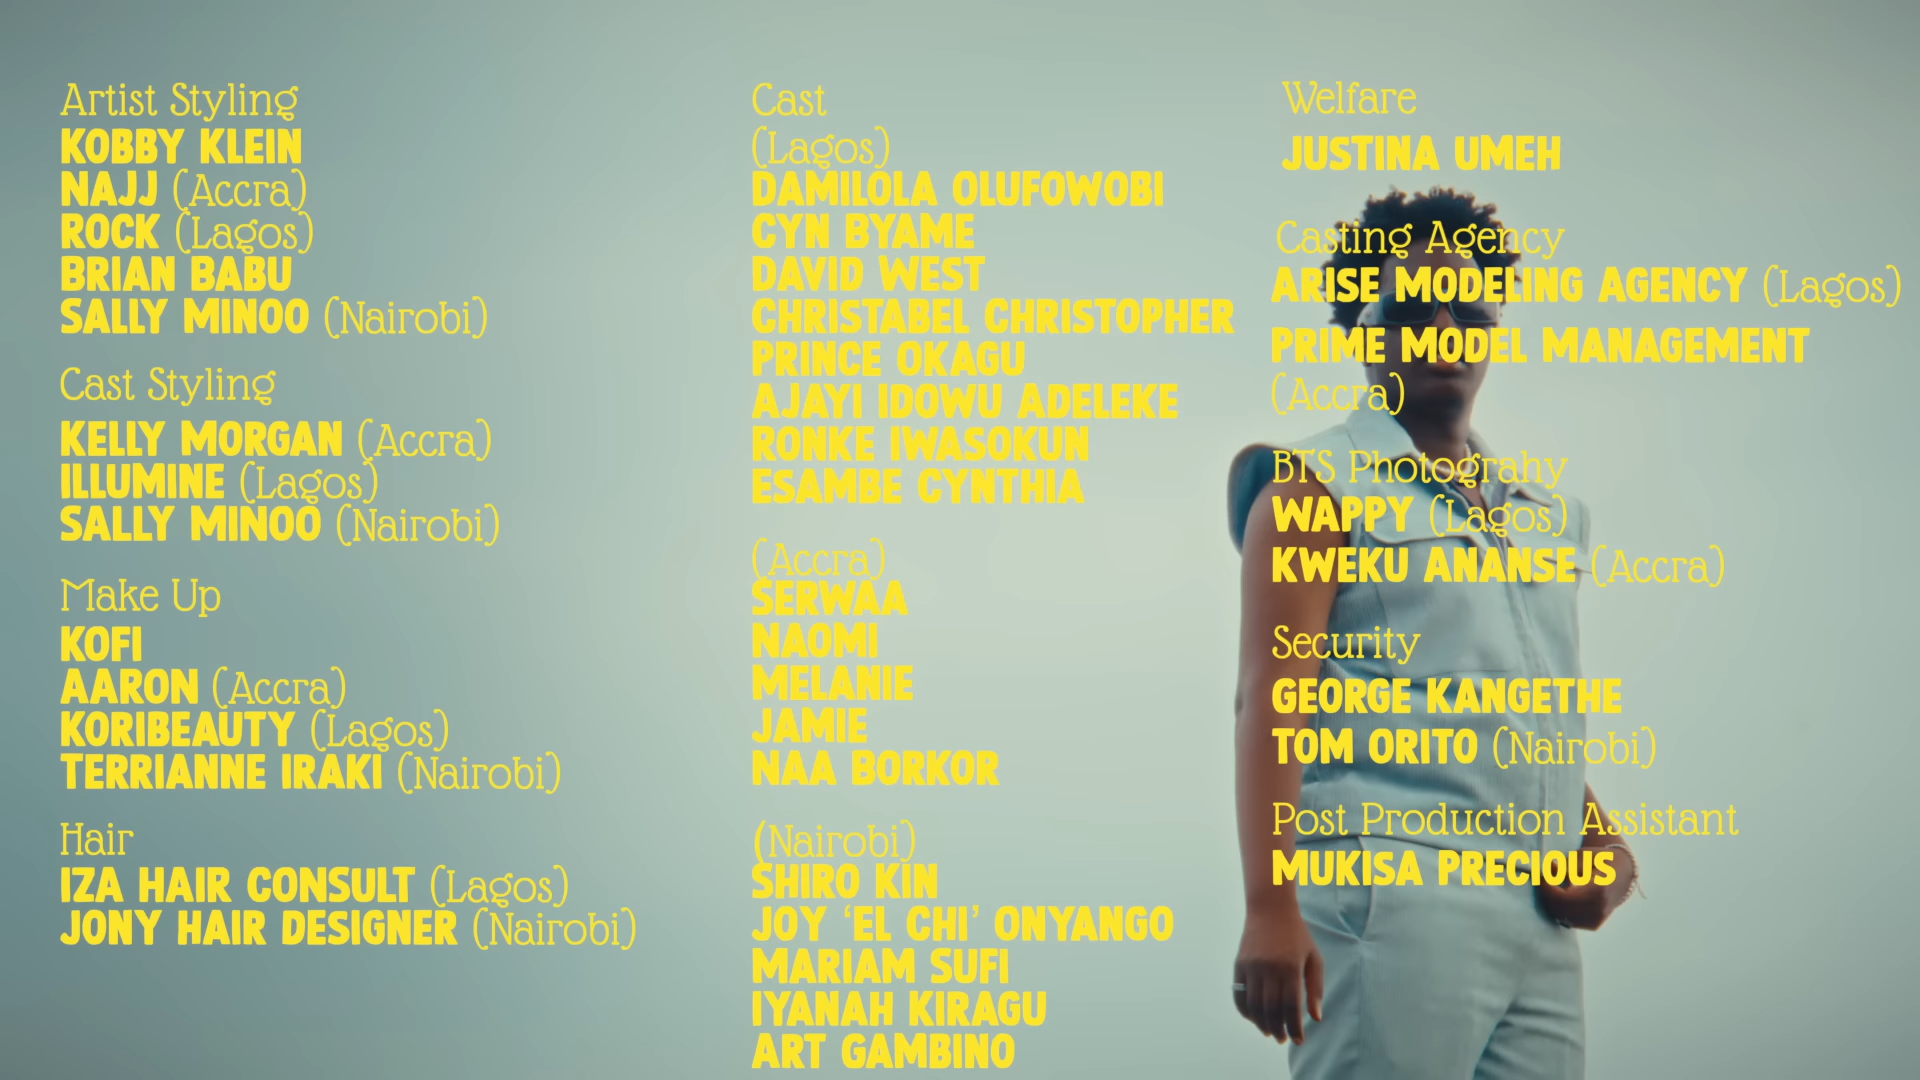 Artist Styling
KOBBY KLEIN
NAJJ (Accra)
ROCK (Lagos)
BRIAN BABU
SALLY MINOO (Nairobi)
Cast Styling
KELLY MORGAN (Accra)
ILLUMINE (Lagos)
SALLY MINOO (Nairobi)
Make Up
KOFI
AARON (Accra)
KORIBEAUTY (Lagos)
TERRIANNE IRAKI (Nairobi)
Hair
IZA HAIR CONSULT (Lagos)
JONY HAIR DESIGNER (Nairobi)
Cast
(Lagos)
DAMILOLA OLUFOWOBI
CYN BYAME
DAVID WEST
CHRISTABEL CHRISTOPHER
PRINCE OKAGU
AJAYI IDOWU ADELEKE
RONKE IWASOKUN
ESAMBE CYNTHIA
(Accra)
SERWAA
NAOMI
MELANIE
JAMIE
NAA BORKOR
(Nairobi)
SHIRO KIN
JOY ‘EL CHI’ ONYANGO
MARIAM SUFI
IYANAH KIRAGU
ART GAMBINO
Welfare
JUSTINA UMEH
Casting Agency
ARISE MODELING AGENCY (Lagos)
PRIME MODEL MANAGEMENT
(Accra)
BTS Photograhy
WAPPY (Lagos)
KWEKU ANANSE (Accra)
Security
GEORGE KANGETHE
TOM ORITO (Nairobi)
Post Production Assistant
MUKISA PRECIOUS